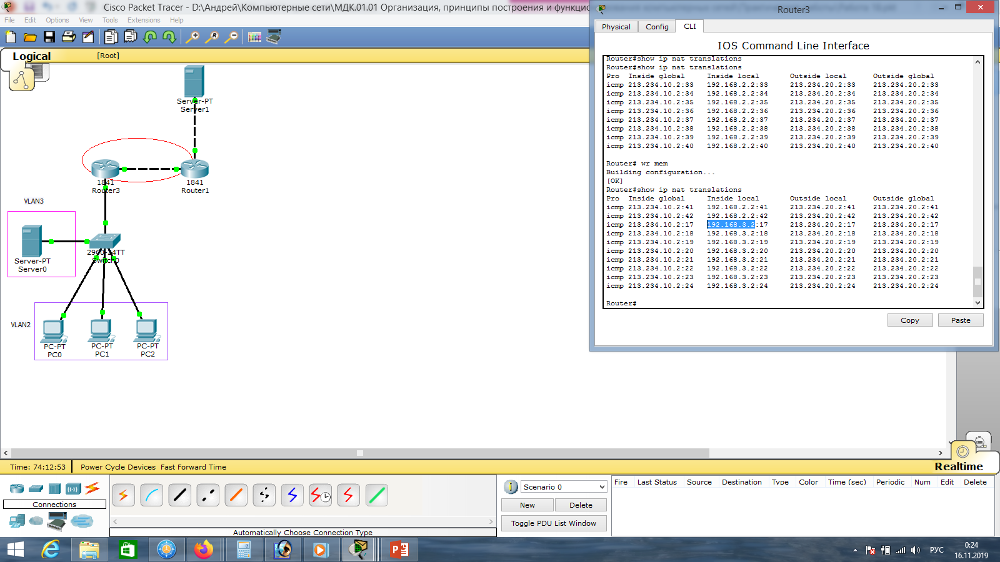 Cisco Packet Tracer - D:\Андрей\Компьютерные сети\МДК.01.01 Организация, принципы построения и функцис
File Edit Options View Tools Extensions Help
Logical
[Root]
Server-PT
Server1
1841
Router3
1841
Router1
VLAN3
Server-PT
Server0
2960-24TT
Switch0
VLAN2
PC-PT
PC0
PC-PT
PC1
PC-PT
PC2
Router3
Physical Config CLI
IOS Command Line Interface
Router#show ip nat translations
Router#show ip nat translations
Pro Inside global Inside local Outside local Outside global
icmp 213.234.10.2:33 192.168.2.2:33 213.234.20.2:33 213.234.20.2:33
icmp 213.234.10.2:34 192.168.2.2:34 213.234.20.2:34 213.234.20.2:34
icmp 213.234.10.2:35 192.168.2.2:35 213.234.20.2:35 213.234.20.2:35
icmp 213.234.10.2:36 192.168.2.2:36 213.234.20.2:36 213.234.20.2:36
icmp 213.234.10.2:37 192.168.2.2:37 213.234.20.2:37 213.234.20.2:37
icmp 213.234.10.2:38 192.168.2.2:38 213.234.20.2:38 213.234.20.2:38
icmp 213.234.10.2:39 192.168.2.2:39 213.234.20.2:39 213.234.20.2:39
icmp 213.234.10.2:40 192.168.2.2:40 213.234.20.2:40 213.234.20.2:40
Router# wr mem
Building configuration...
[OK]
Router#show ip nat translations
Pro Inside global Inside local Outside local Outside global
icmp 213.234.10.2:41 192.168.2.2:41 213.234.20.2:41 213.234.20.2:41
icmp 213.234.10.2:42 192.168.2.2:42 213.234.20.2:42 213.234.20.2:42
icmp 213.234.10.2:17 192.168.3.2:17 213.234.20.2:17 213.234.20.2:17
icmp 213.234.10.2:18 192.168.3.2:18 213.234.20.2:18 213.234.20.2:18
icmp 213.234.10.2:19 192.168.3.2:19 213.234.20.2:19 213.234.20.2:19
icmp 213.234.10.2:20 192.168.3.2:20 213.234.20.2:20 213.234.20.2:20
icmp 213.234.10.2:21 192.168.3.2:21 213.234.20.2:21 213.234.20.2:21
icmp 213.234.10.2:22 192.168.3.2:22 213.234.20.2:22 213.234.20.2:22
icmp 213.234.10.2:23 192.168.3.2:23 213.234.20.2:23 213.234.20.2:23
icmp 213.234.10.2:24 192.168.3.2:24 213.234.20.2:24 213.234.20.2:24
Router#
Copy Paste
Realtime
Time: 74:12:53 Power Cycle Devices Fast Forward Time
Connections
Automatically Choose Connection Type
Scenario 0
New Delete
Toggle PDU List Window
Fire Last Status Source Destination Type Color Time (sec) Periodic Num Edit Delete
РУС
0:24
16.11.2019